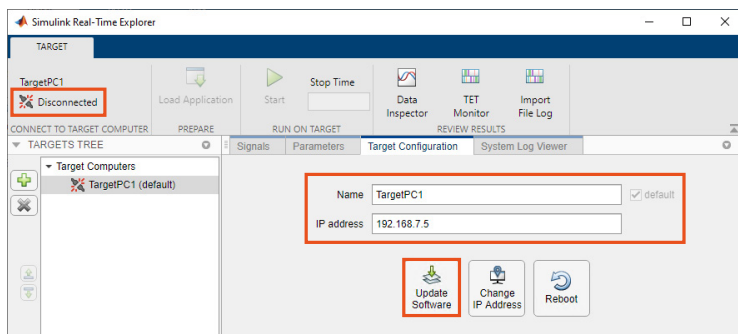 Simulink Real-Time Explorer
TARGET
TargetPC1
Disconnected
CONNECT TO TARGET COMPUTER
Load Application
PREPARE
Start
Stop Time
RUN ON TARGET
Data
Inspector
TET
Monitor
Import
File Log
REVIEW RESULTS
TARGETS TREE
Target Computers
TargetPC1 (default)
Signals
Parameters
Target Configuration
System Log Viewer
Name
TargetPC1
default
IP address
192.168.7.5
Update
Software
Change
IP Address
Reboot